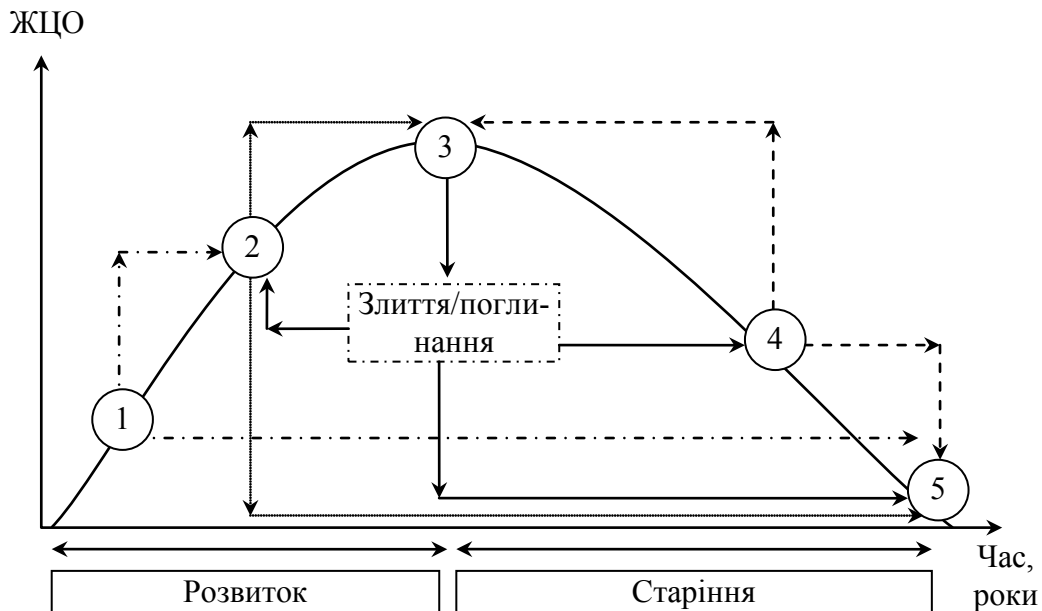 ЖЦО
3
2
Злиття/погли-
нання
4
1
5
Час,
роки
Розвиток
Старіння